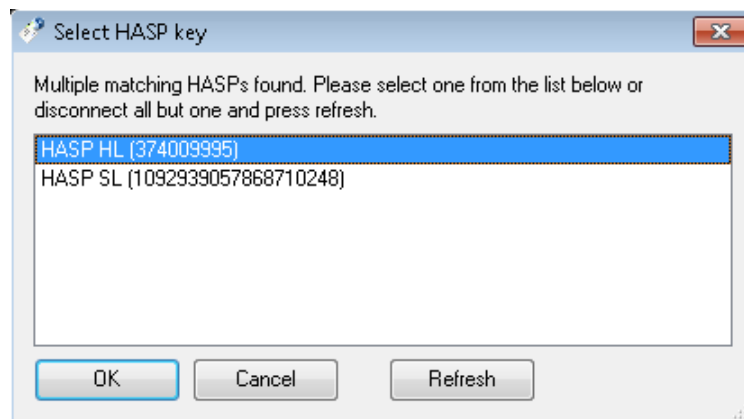 Select HASP key
Multiple matching HASPs found. Please select one from the list below or
disconnect all but one and press refresh.
HASP HL (374009995)
HASP SL (1092939057868710248)
OK Cancel Refresh